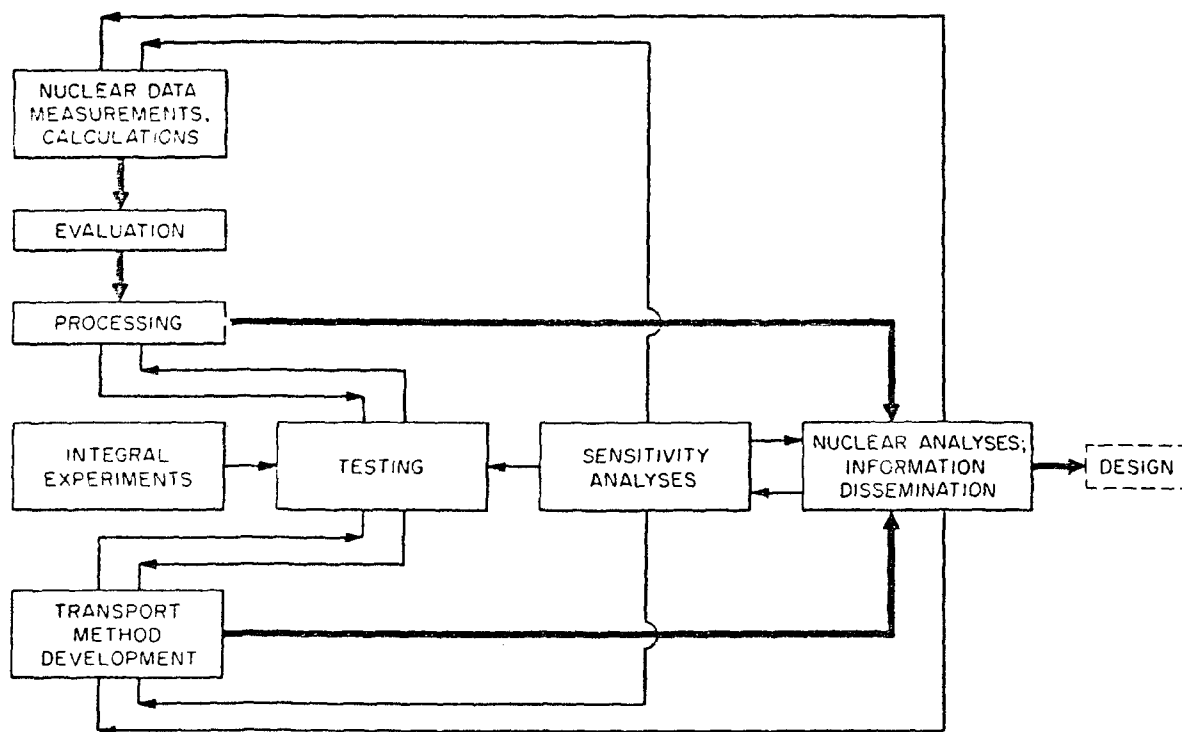 NUCLEAR DATA
MEASUREMENTS,
CALCULATIONS
EVALUATION
PROCESSING
INTEGRAL
EXPERIMENTS
TESTING
SENSITIVITY
ANALYSES
NUCLEAR ANALYSES;
INFORMATION
DISSEMINATION
DESIGN
TRANSPORT
METHOD
DEVELOPMENT